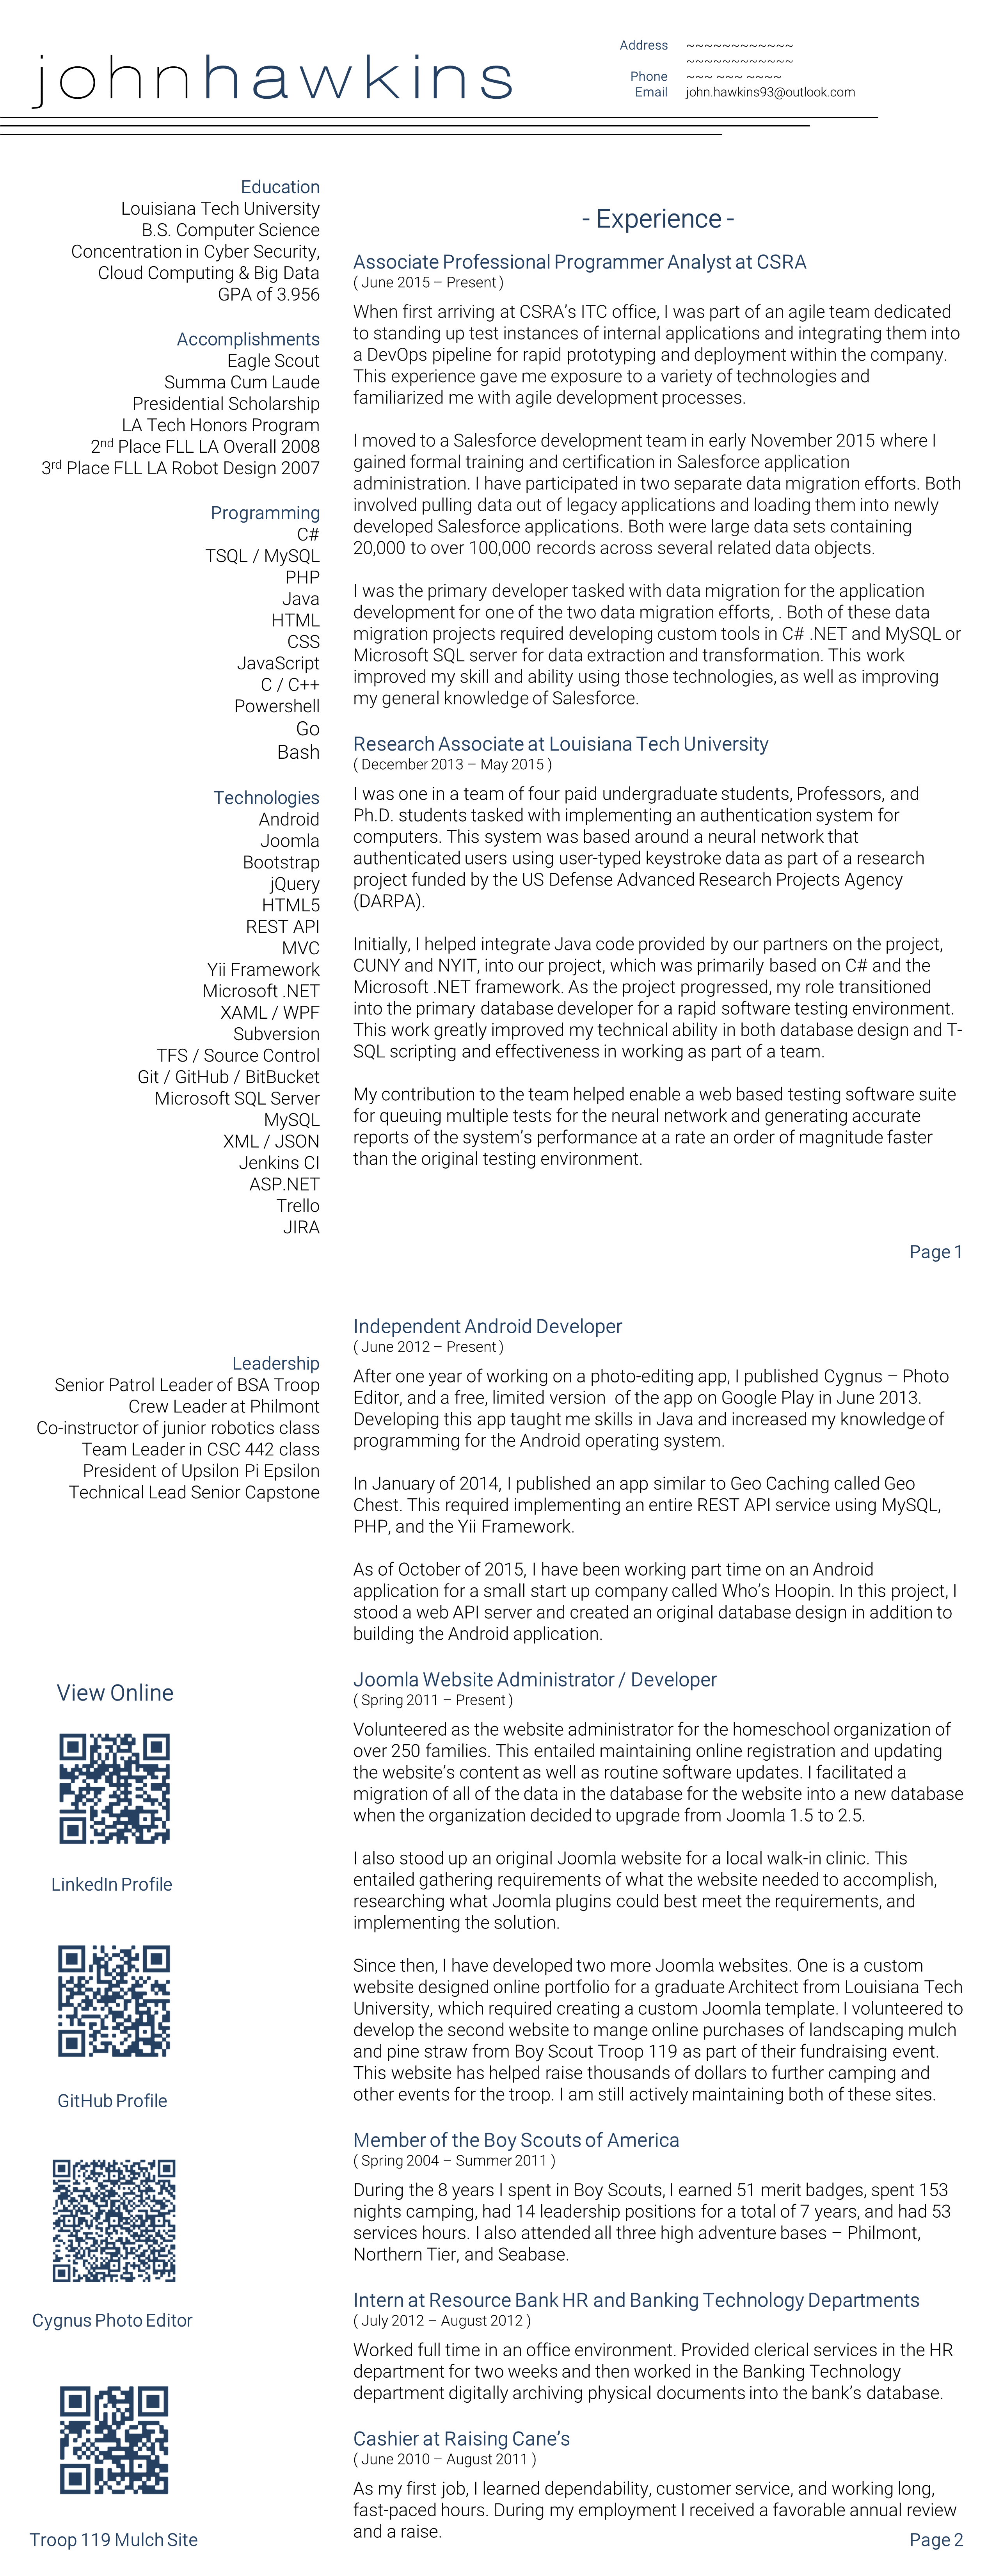 johnhawkins
Address ~~~~~~~~~~~~
~~~~~~~~~~~~
Phone ~~~ ~~~ ~~~~
Email john.hawkins93@outlook.com
Education
Louisiana Tech University
B.S. Computer Science
Concentration in Cyber Security,
Cloud Computing & Big Data
GPA of 3.956
Accomplishments
Eagle Scout
Summa Cum Laude
Presidential Scholarship
LA Tech Honors Program
2nd Place FLL LA Overall 2008
3rd Place FLL LA Robot Design 2007
Programming
C#
TSQL / MySQL
PHP
Java
HTML
CSS
JavaScript
C / C++
Powershell
Go
Bash
Technologies
Android
Joomla
Bootstrap
jQuery
HTML5
REST API
MVC
Yii Framework
Microsoft .NET
XAML / WPF
Subversion
TFS / Source Control
Git / GitHub / BitBucket
Microsoft SQL Server
MySQL
XML / JSON
Jenkins CI
ASP.NET
Trello
JIRA
- Experience -
Associate Professional Programmer Analyst at CSRA
( June 2015 – Present )
When first arriving at CSRA’s ITC office, I was part of an agile team dedicated
to standing up test instances of internal applications and integrating them into
a DevOps pipeline for rapid prototyping and deployment within the company.
This experience gave me exposure to a variety of technologies and
familiarized me with agile development processes.
I moved to a Salesforce development team in early November 2015 where I
gained formal training and certification in Salesforce application
administration. I have participated in two separate data migration efforts. Both
involved pulling data out of legacy applications and loading them into newly
developed Salesforce applications. Both were large data sets containing
20,000 to over 100,000 records across several related data objects.
I was the primary developer tasked with data migration for the application
development for one of the two data migration efforts, . Both of these data
migration projects required developing custom tools in C# .NET and MySQL or
Microsoft SQL server for data extraction and transformation. This work
improved my skill and ability using those technologies, as well as improving
my general knowledge of Salesforce.
Research Associate at Louisiana Tech University
( December 2013 – May 2015 )
I was one in a team of four paid undergraduate students, Professors, and
Ph.D. students tasked with implementing an authentication system for
computers. This system was based around a neural network that
authenticated users using user-typed keystroke data as part of a research
project funded by the US Defense Advanced Research Projects Agency
(DARPA).
Initially, I helped integrate Java code provided by our partners on the project,
CUNY and NYIT, into our project, which was primarily based on C# and the
Microsoft .NET framework. As the project progressed, my role transitioned
into the primary database developer for a rapid software testing environment.
This work greatly improved my technical ability in both database design and T-
SQL scripting and effectiveness in working as part of a team.
My contribution to the team helped enable a web based testing software suite
for queuing multiple tests for the neural network and generating accurate
reports of the system’s performance at a rate an order of magnitude faster
than the original testing environment.
Page 1
Leadership
Senior Patrol Leader of BSA Troop
Crew Leader at Philmont
Co-instructor of junior robotics class
Team Leader in CSC 442 class
President of Upsilon Pi Epsilon
Technical Lead Senior Capstone
View Online
LinkedIn Profile
GitHub Profile
Cygnus Photo Editor
Troop 119 Mulch Site
Independent Android Developer
( June 2012 – Present )
After one year of working on a photo-editing app, I published Cygnus – Photo
Editor, and a free, limited version of the app on Google Play in June 2013.
Developing this app taught me skills in Java and increased my knowledge of
programming for the Android operating system.
In January of 2014, I published an app similar to Geo Caching called Geo
Chest. This required implementing an entire REST API service using MySQL,
PHP, and the Yii Framework.
As of October of 2015, I have been working part time on an Android
application for a small start up company called Who’s Hoopin. In this project, I
stood a web API server and created an original database design in addition to
building the Android application.
Joomla Website Administrator / Developer
( Spring 2011 – Present )
Volunteered as the website administrator for the homeschool organization of
over 250 families. This entailed maintaining online registration and updating
the website’s content as well as routine software updates. I facilitated a
migration of all of the data in the database for the website into a new database
when the organization decided to upgrade from Joomla 1.5 to 2.5.
I also stood up an original Joomla website for a local walk-in clinic. This
entailed gathering requirements of what the website needed to accomplish,
researching what Joomla plugins could best meet the requirements, and
implementing the solution.
Since then, I have developed two more Joomla websites. One is a custom
website designed online portfolio for a graduate Architect from Louisiana Tech
University, which required creating a custom Joomla template. I volunteered to
develop the second website to mange online purchases of landscaping mulch
and pine straw from Boy Scout Troop 119 as part of their fundraising event.
This website has helped raise thousands of dollars to further camping and
other events for the troop. I am still actively maintaining both of these sites.
Member of the Boy Scouts of America
( Spring 2004 – Summer 2011 )
During the 8 years I spent in Boy Scouts, I earned 51 merit badges, spent 153
nights camping, had 14 leadership positions for a total of 7 years, and had 53
services hours. I also attended all three high adventure bases – Philmont,
Northern Tier, and Seabase.
Intern at Resource Bank HR and Banking Technology Departments
( July 2012 – August 2012 )
Worked full time in an office environment. Provided clerical services in the HR
department for two weeks and then worked in the Banking Technology
department digitally archiving physical documents into the bank’s database.
Cashier at Raising Cane’s
( June 2010 – August 2011 )
As my first job, I learned dependability, customer service, and working long,
fast-paced hours. During my employment I received a favorable annual review
and a raise.
Page 2